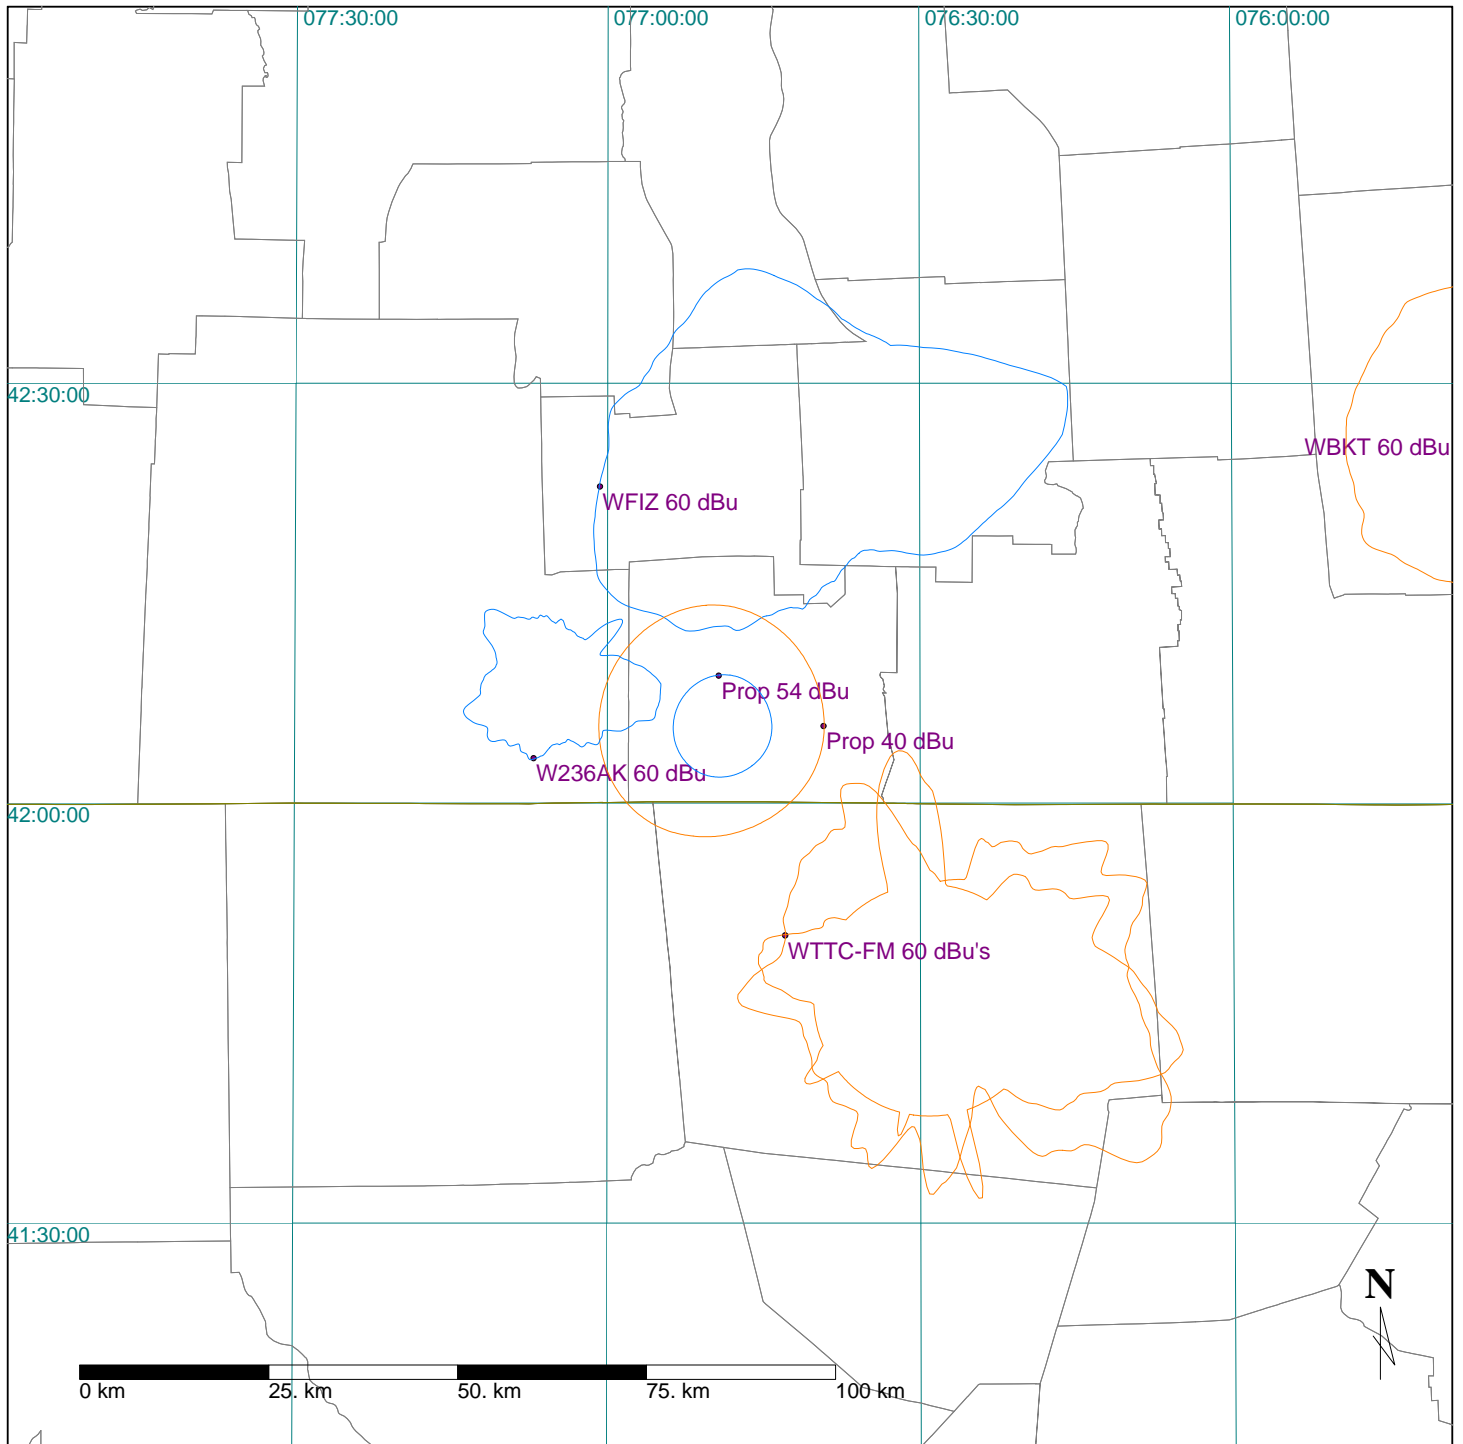 077:30:00
077:00:00
076:30:00
076:00:00
42:30:00
WBKT 60 dBu
WFIZ 60 dBu
Prop 54 dBu
Prop 40 dBu
W236AK 60 dBu
42:00:00
WTTC-FM 60 dBu's
41:30:00
N
0 km
25. km
50. km
75. km
100 km